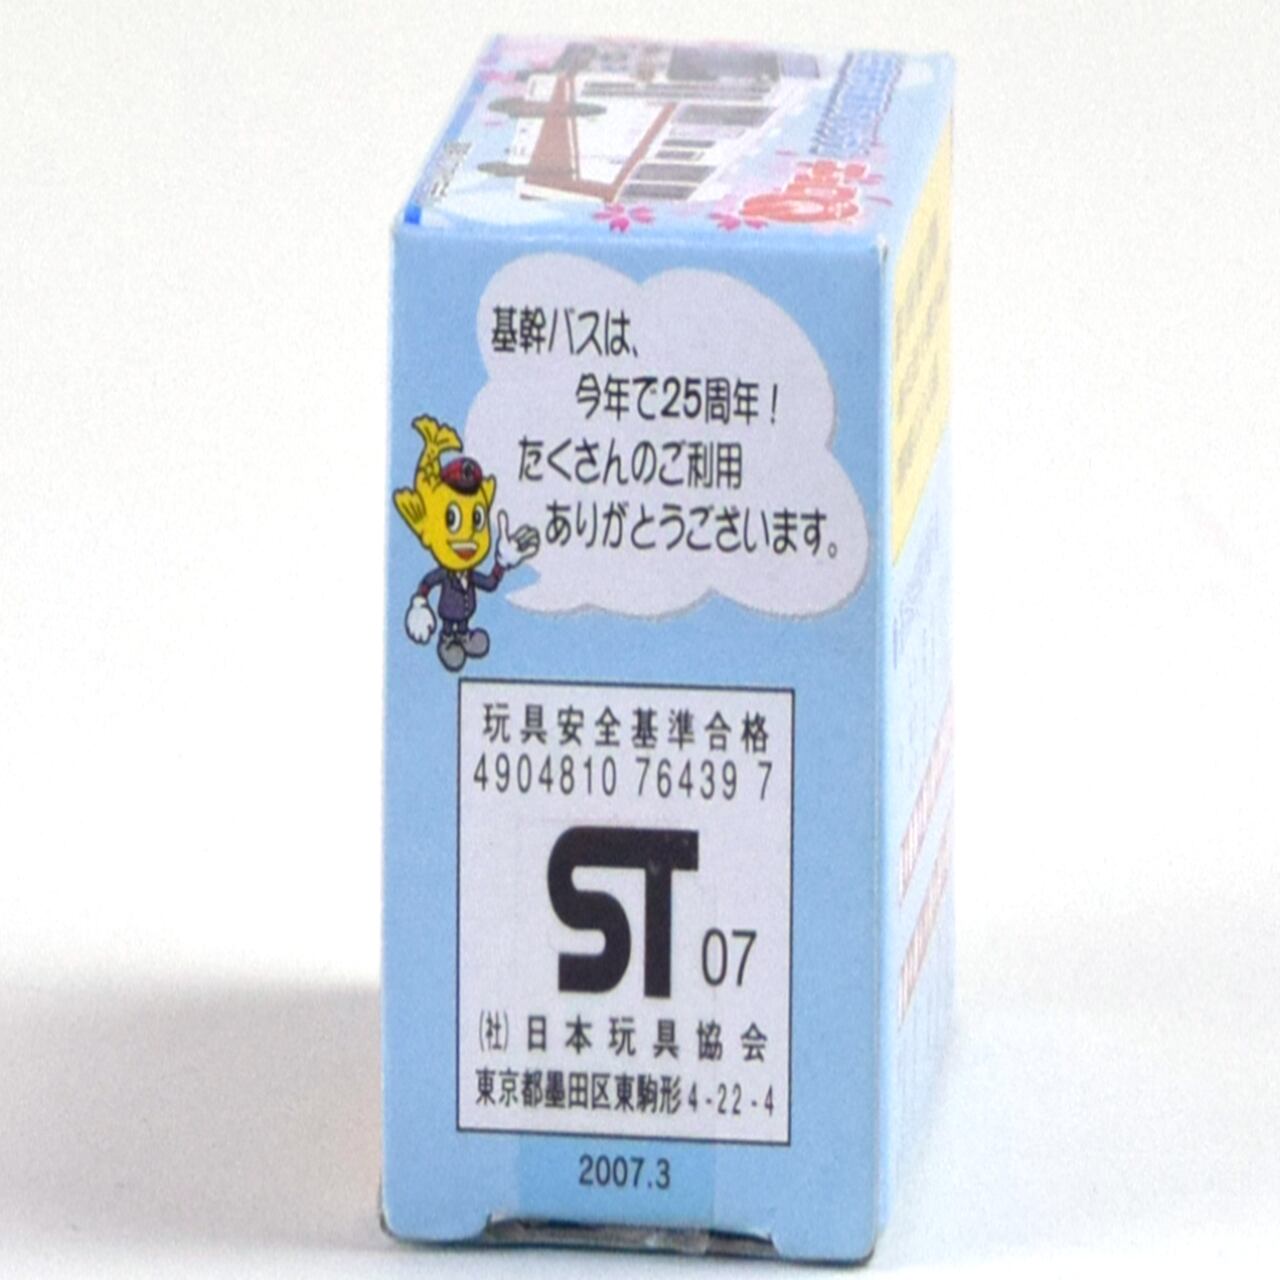 基幹バスは、
今年で25周年！
たくさんのご利用
ありがとうございます。
玩具安全基準合格
4904810 76439 7
ST 07
(社)日本玩具協会
東京都墨田区東駒形4-22-4
2007.3